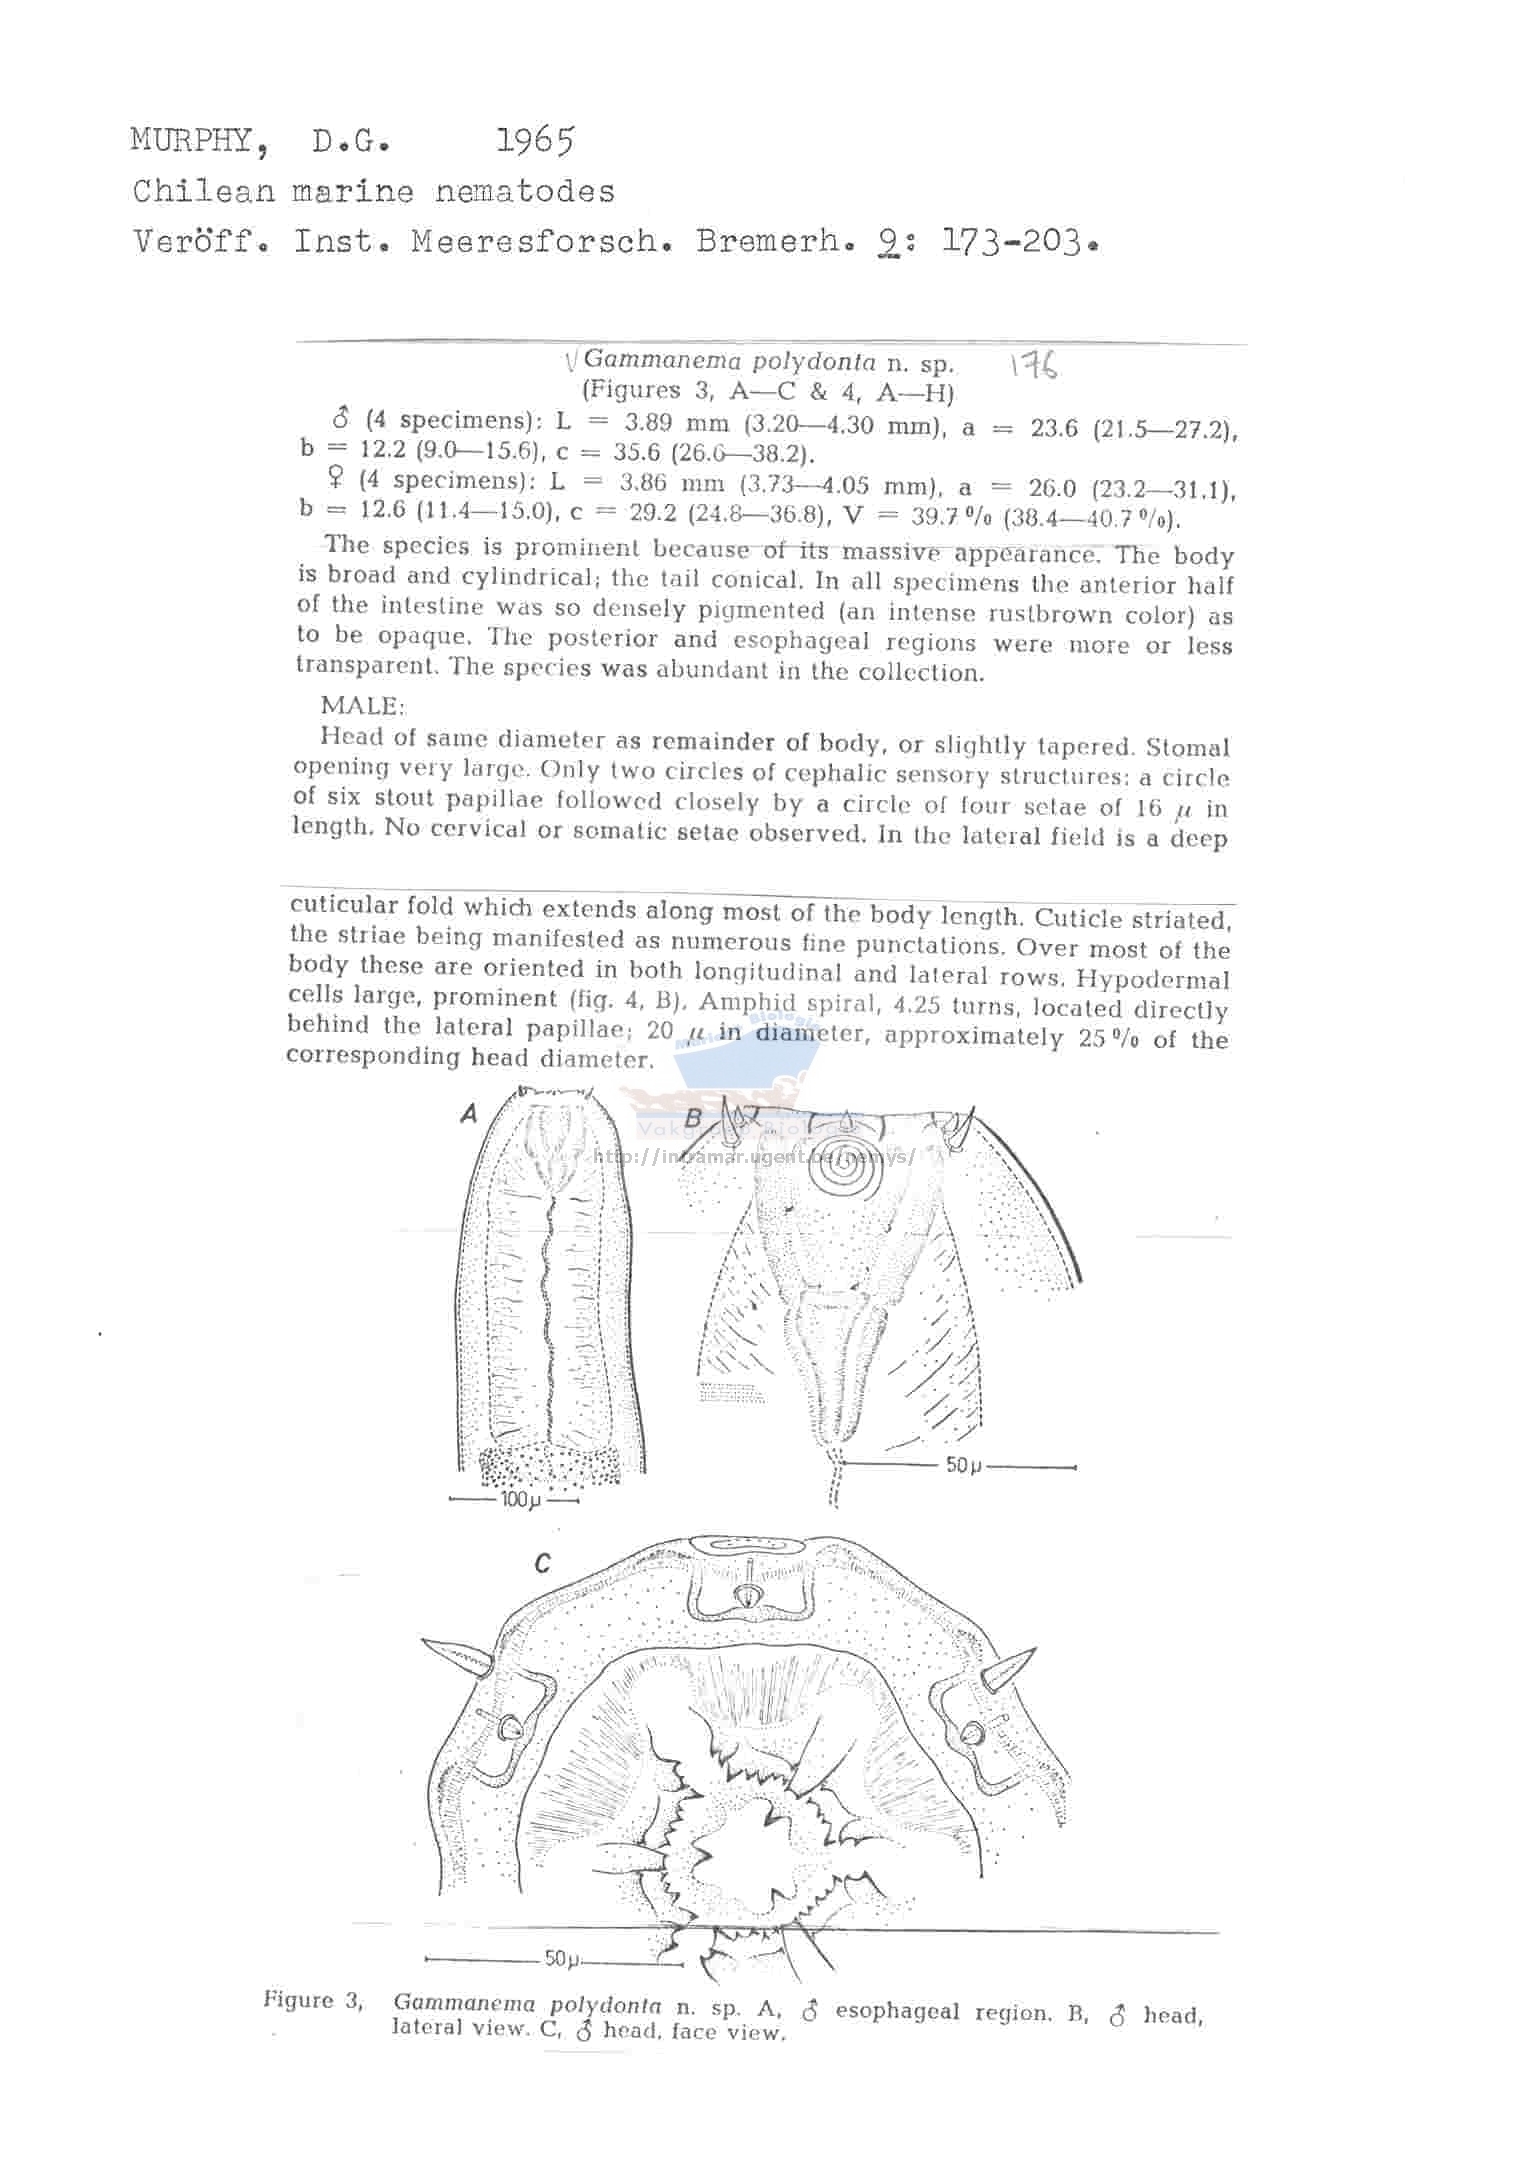 MURPHY, D.G. 1965
Chilean marine nematodes
Veröff. Inst. Meeresforsch. Bremerh. 9: 173-203.
√ Gammanema polydonta n. sp. 176
(Figures 3, A—C & 4, A—H)
♂ (4 specimens): L = 3.89 mm (3.20—4.30 mm), a = 23.6 (21.5—27.2),
b = 12.2 (9.0—15.6), c = 35.6 (26.6—38.2).
♀ (4 specimens): L = 3.86 mm (3.73—4.05 mm), a = 26.0 (23.2—31.1),
b = 12.6 (11.4—15.0), c = 29.2 (24.8—36.8), V = 39.7 % (38.4—40.7 %).
The species is prominent because of its massive appearance. The body
is broad and cylindrical; the tail conical. In all specimens the anterior half
of the intestine was so densely pigmented (an intense rustbrown color) as
to be opaque. The posterior and esophageal regions were more or less
transparent. The species was abundant in the collection.
MALE:
Head of same diameter as remainder of body, or slightly tapered. Stomal
opening very large. Only two circles of cephalic sensory structures: a circle
of six stout papillae followed closely by a circle of four setae of 16 μ in
length. No cervical or somatic setae observed. In the lateral field is a deep
cuticular fold which extends along most of the body length. Cuticle striated,
the striae being manifested as numerous fine punctations. Over most of the
body these are oriented in both longitudinal and lateral rows. Hypodermal
cells large, prominent (fig. 4, B). Amphid spiral, 4.25 turns, located directly
behind the lateral papillae; 20 μ in diameter, approximately 25 % of the
corresponding head diameter.
Marine Biologie
A
B
Vakgroep Biologie
http://intramar.ugent.be/nemys/
50 μ
100 μ
C
50 μ
Figure 3, Gammanema polydonta n. sp. A, ♂ esophageal region. B, ♂ head,
lateral view. C, ♂ head, face view.